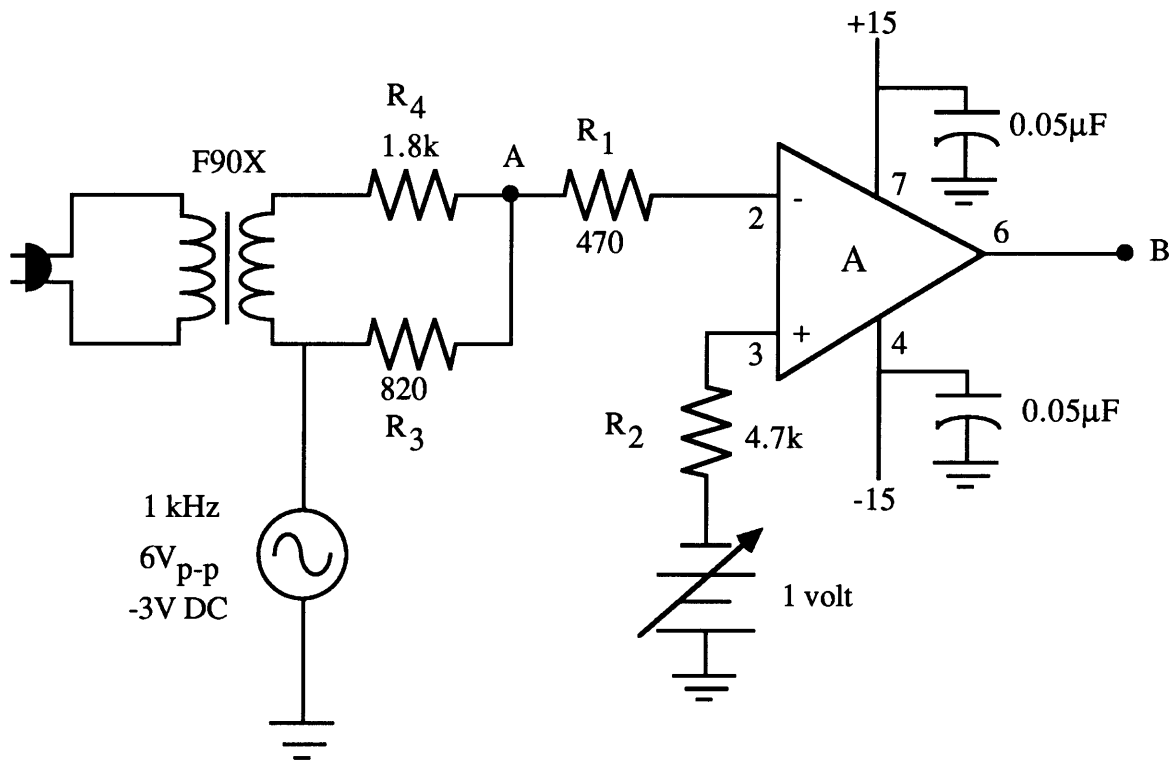 +15
R4
1.8k
A
R1
0.05µF
F90X
7
-
2
470
6
B
A
+
3
4
820
R3
R2
4.7k
0.05µF
-15
1 kHz
6Vp-p
-3V DC
1 volt